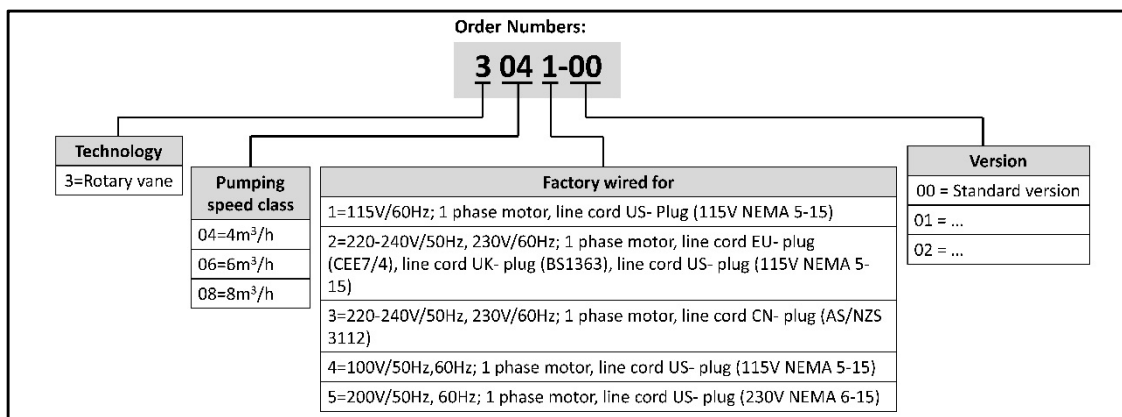 Order Numbers:
3 04 1-00
Technology
3=Rotary vane
Pumping
speed class
04=4m³/h
06=6m³/h
08=8m³/h
Factory wired for
1=115V/60Hz; 1 phase motor, line cord US- Plug (115V NEMA 5-15)
2=220-240V/50Hz, 230V/60Hz; 1 phase motor, line cord EU- plug
(CEE7/4), line cord UK- plug (BS1363), line cord US- plug (115V NEMA 5-
15)
3=220-240V/50Hz, 230V/60Hz; 1 phase motor, line cord CN- plug (AS/NZS
3112)
4=100V/50Hz,60Hz; 1 phase motor, line cord US- plug (115V NEMA 5-15)
5=200V/50Hz, 60Hz; 1 phase motor, line cord US- plug (230V NEMA 6-15)
Version
00 = Standard version
01 = ...
02 = ...